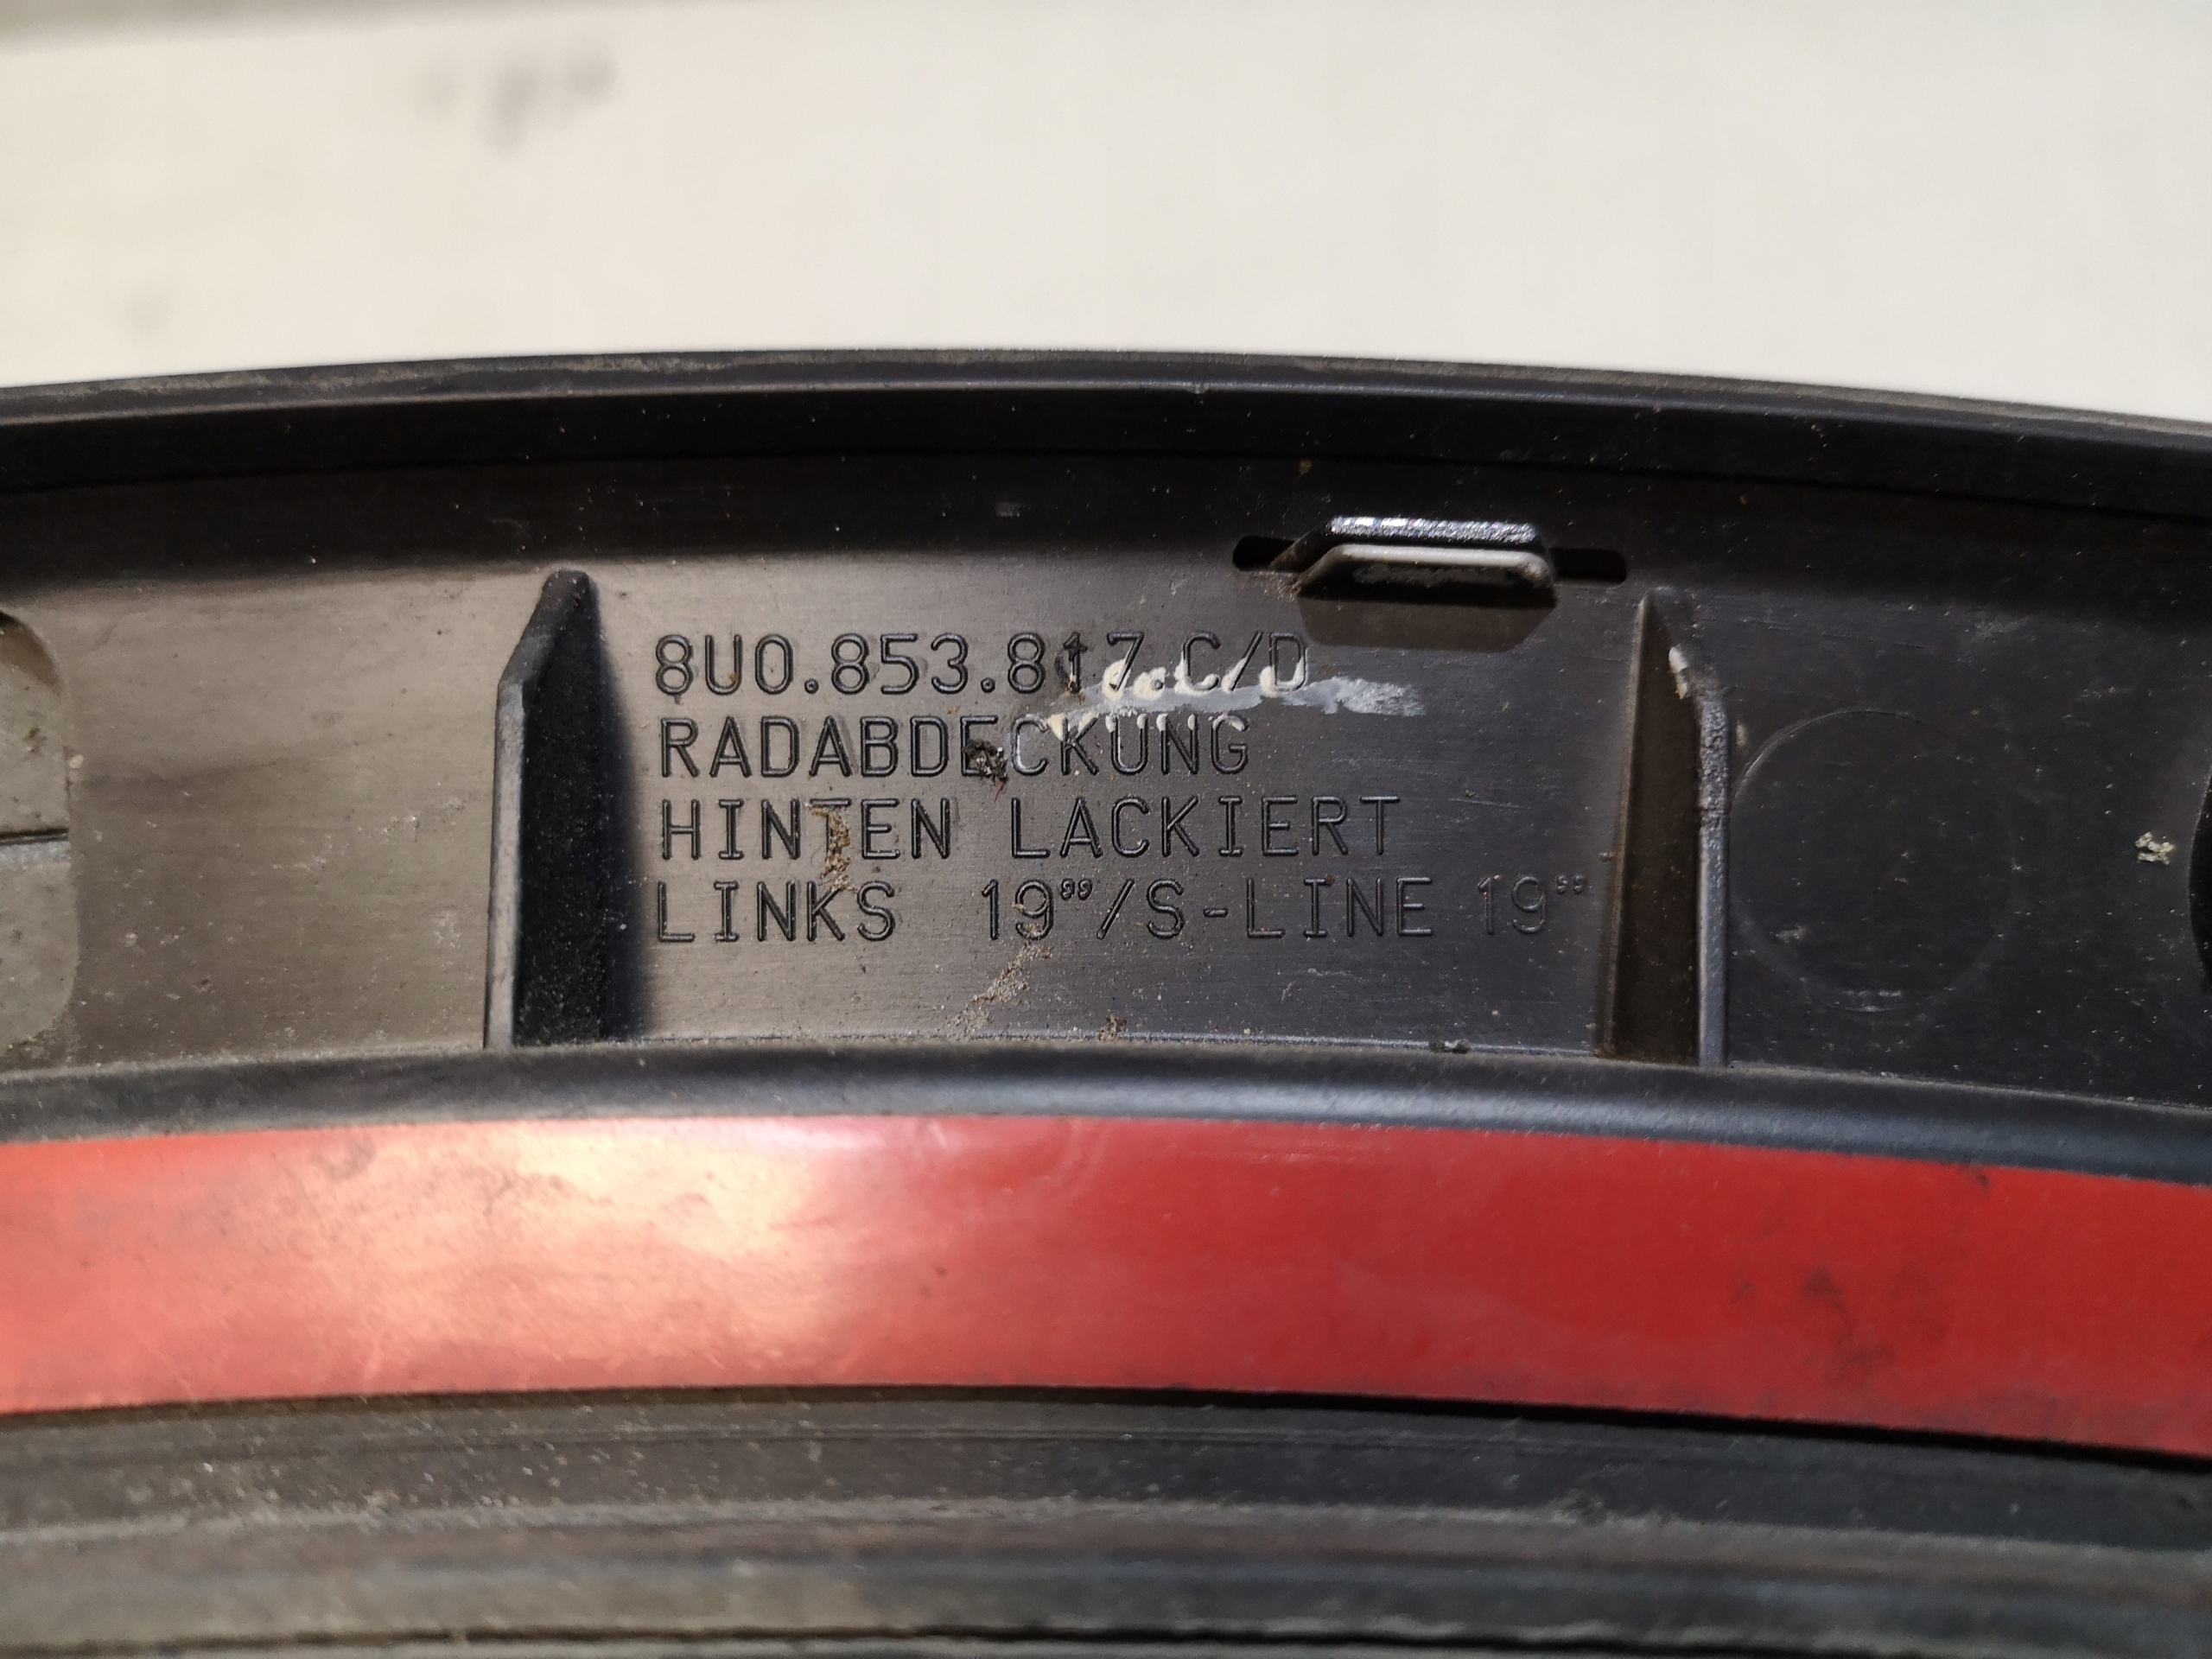 8U0.853.817.C/D
RADABDECKUNG
HINTEN LACKIERT
LINKS 19"/S-LINE 19"